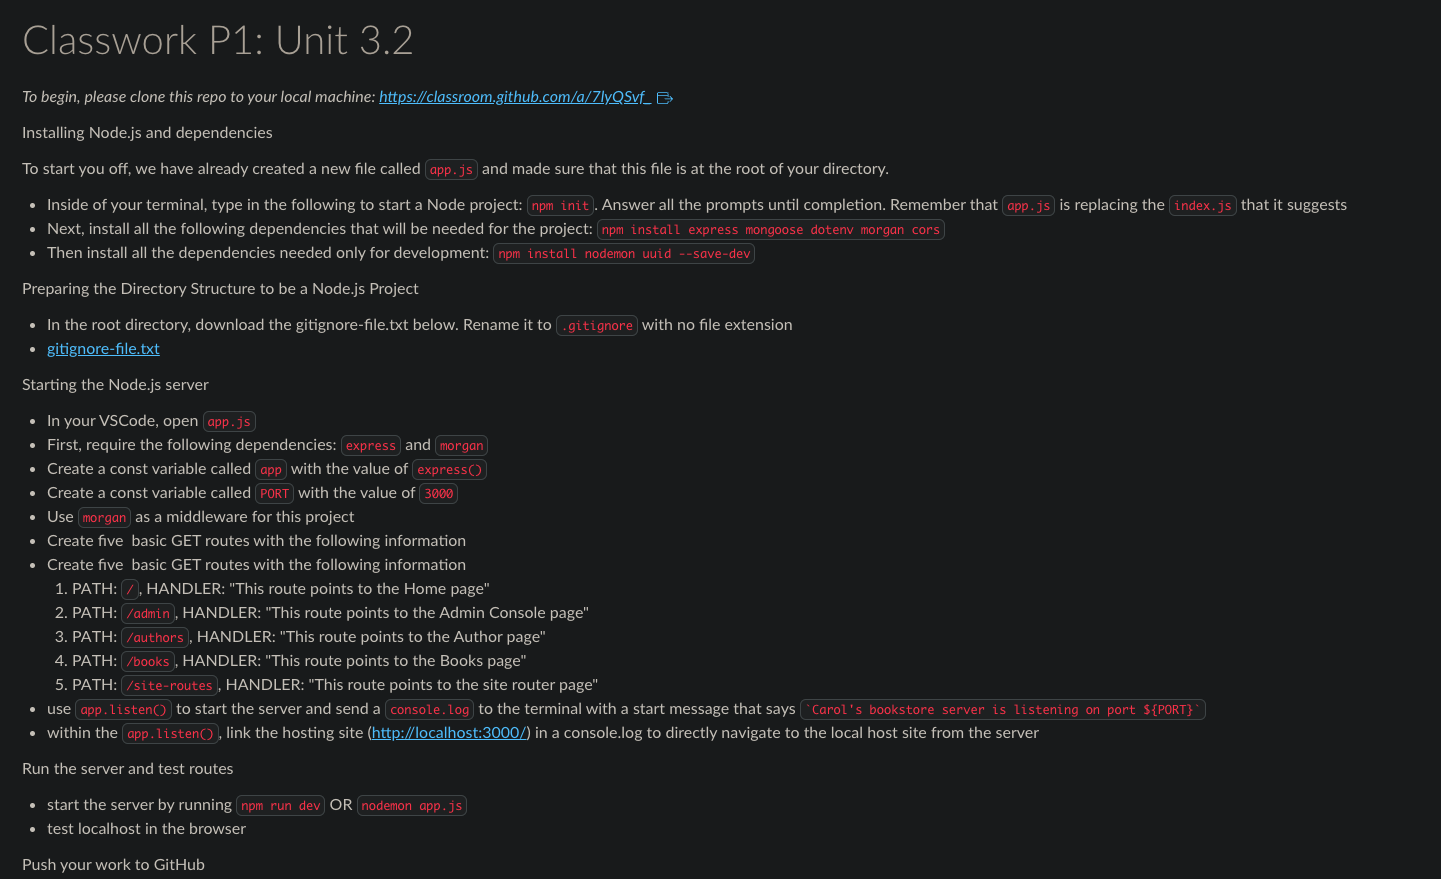 Classwork P1: Unit 3.2
To begin, please clone this repo to your local machine: https://classroom.github.com/a/7lyQSvf_
Installing Node.js and dependencies
To start you off, we have already created a new file called app.js and made sure that this file is at the root of your directory.
• Inside of your terminal, type in the following to start a Node project: npm init. Answer all the prompts until completion. Remember that app.js is replacing the index.js that it suggests
• Next, install all the following dependencies that will be needed for the project: npm install express mongoose dotenv morgan cors
• Then install all the dependencies needed only for development: npm install nodemon uuid --save-dev
Preparing the Directory Structure to be a Node.js Project
• In the root directory, download the gitignore-file.txt below. Rename it to .gitignore with no file extension
• gitignore-file.txt
Starting the Node.js server
• In your VSCode, open app.js
• First, require the following dependencies: express and morgan
• Create a const variable called app with the value of express()
• Create a const variable called PORT with the value of 3000
• Use morgan as a middleware for this project
• Create five basic GET routes with the following information
• Create five basic GET routes with the following information
1. PATH: /, HANDLER: "This route points to the Home page"
2. PATH: /admin, HANDLER: "This route points to the Admin Console page"
3. PATH: /authors, HANDLER: "This route points to the Author page"
4. PATH: /books, HANDLER: "This route points to the Books page"
5. PATH: /site-routes, HANDLER: "This route points to the site router page"
• use app.listen() to start the server and send a console.log to the terminal with a start message that says `Carol's bookstore server is listening on port ${PORT}`
• within the app.listen(), link the hosting site (http://localhost:3000/) in a console.log to directly navigate to the local host site from the server
Run the server and test routes
• start the server by running npm run dev OR nodemon app.js
• test localhost in the browser
Push your work to GitHub